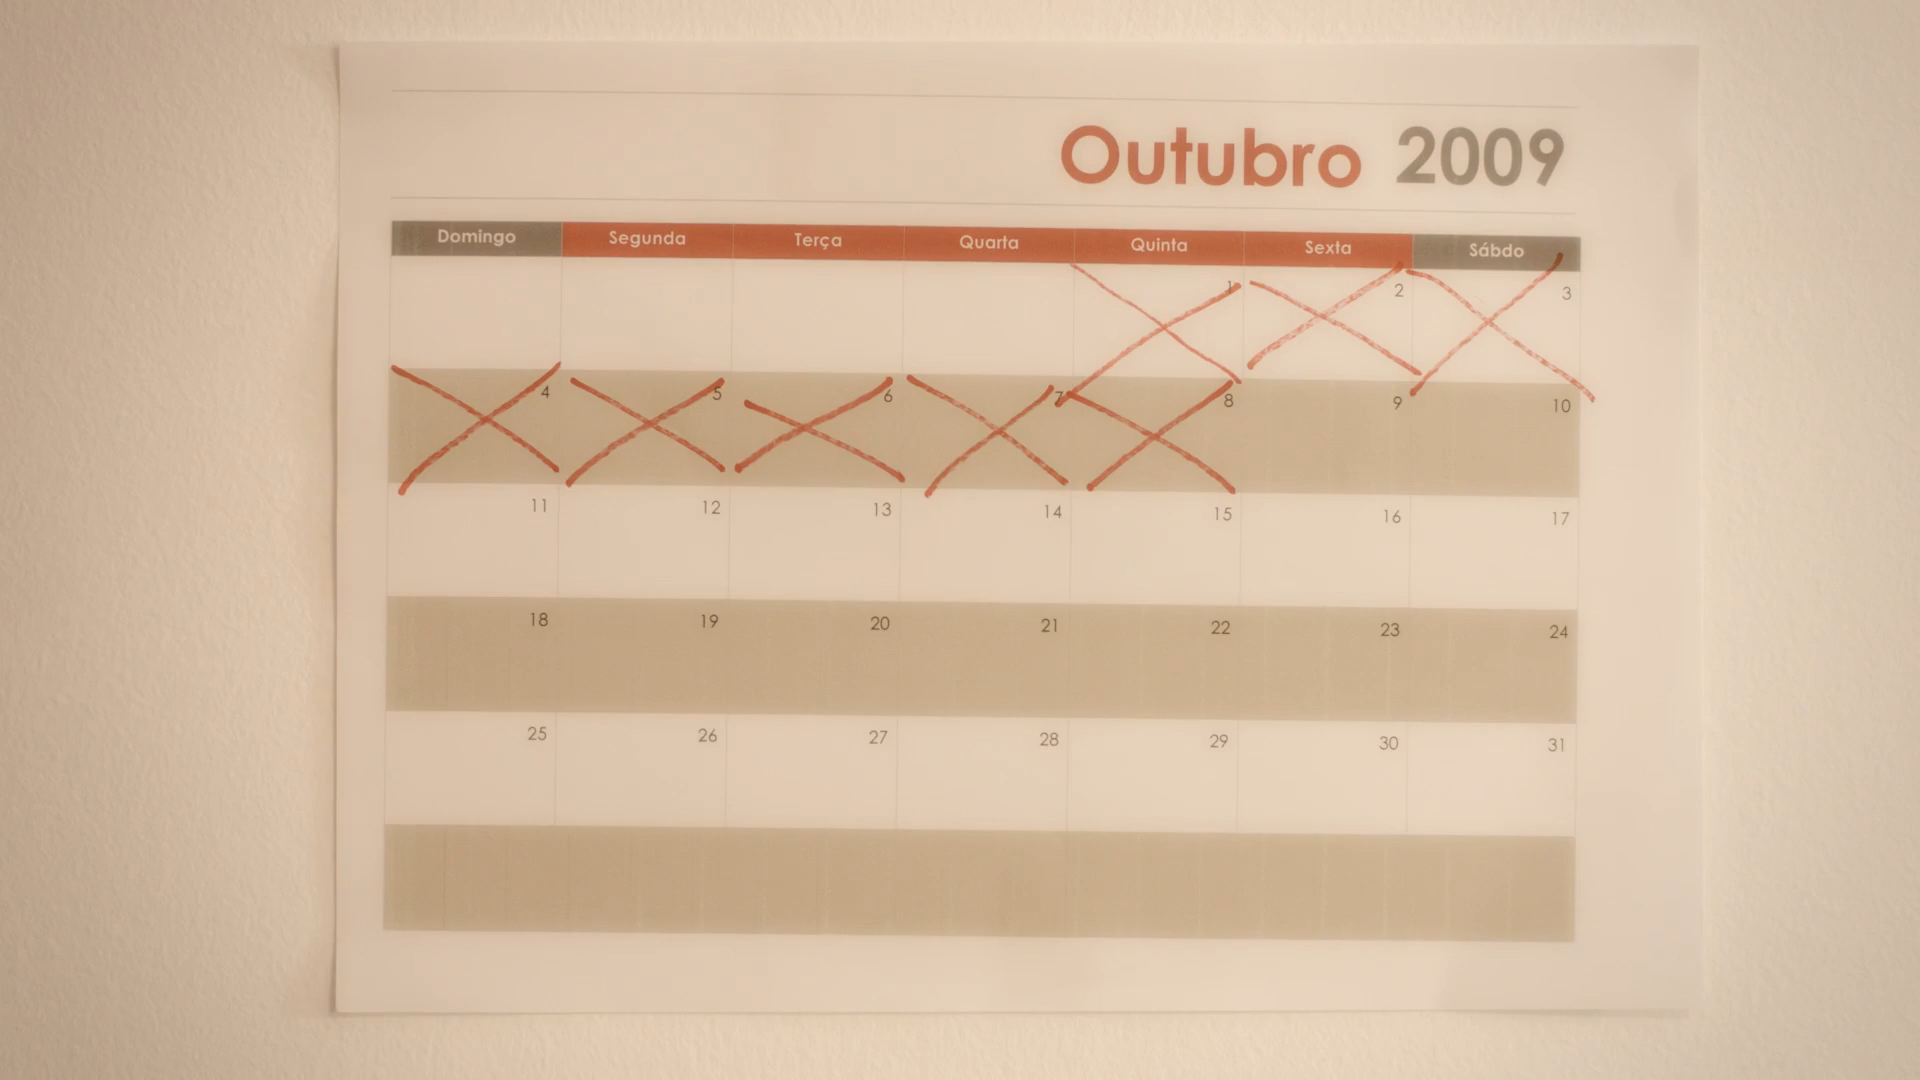 Outubro 2009
Domingo Segunda Terça Quarta Quinta Sexta Sábdo
1 2 3
4 5 6 7 8 9 10
11 12 13 14 15 16 17
18 19 20 21 22 23 24
25 26 27 28 29 30 31